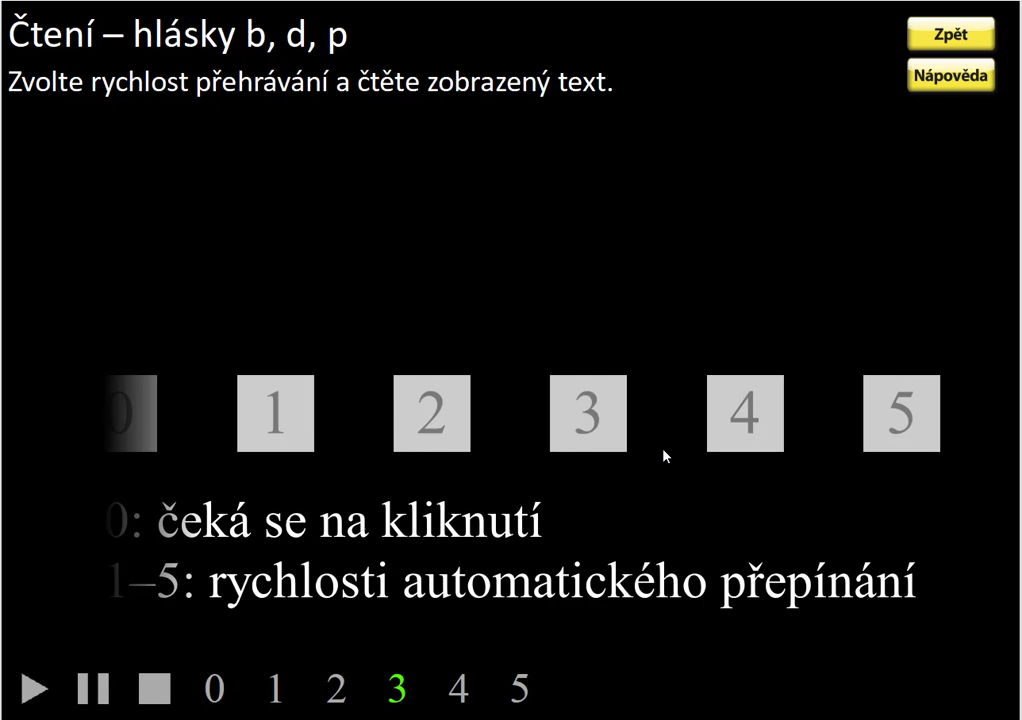 Čtení – hlásky b, d, p
Zpět
Zvolte rychlost přehrávání a čtěte zobrazený text.
Nápověda
0 1 2 3 4 5
0: čeká se na kliknutí
1–5: rychlosti automatického přepínání
0 1 2 3 4 5